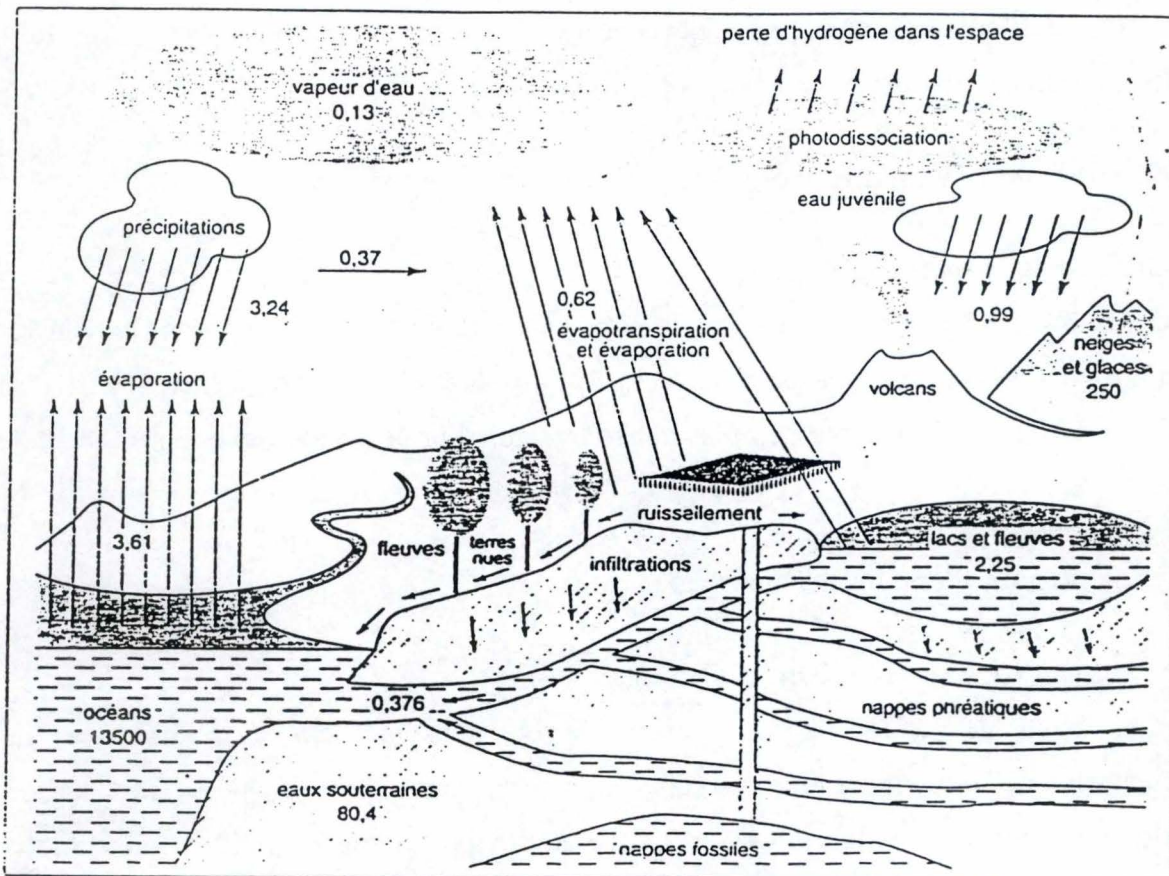 perte d'hydrogène dans l'espace
vapeur d'eau
0,13
photodissociation
eau juvénile
précipitations
0,37
3,24
0,62
évapotranspiration
et évaporation
0,99
neiges
et glaces
250
volcans
évaporation
3,61
fleuves
terres
nues
ruisseilement
infiltrations
lacs et fleuves
2,25
océans
13500
0,376
nappes phréatiques
eaux souterraines
80,4
nappes fossiles